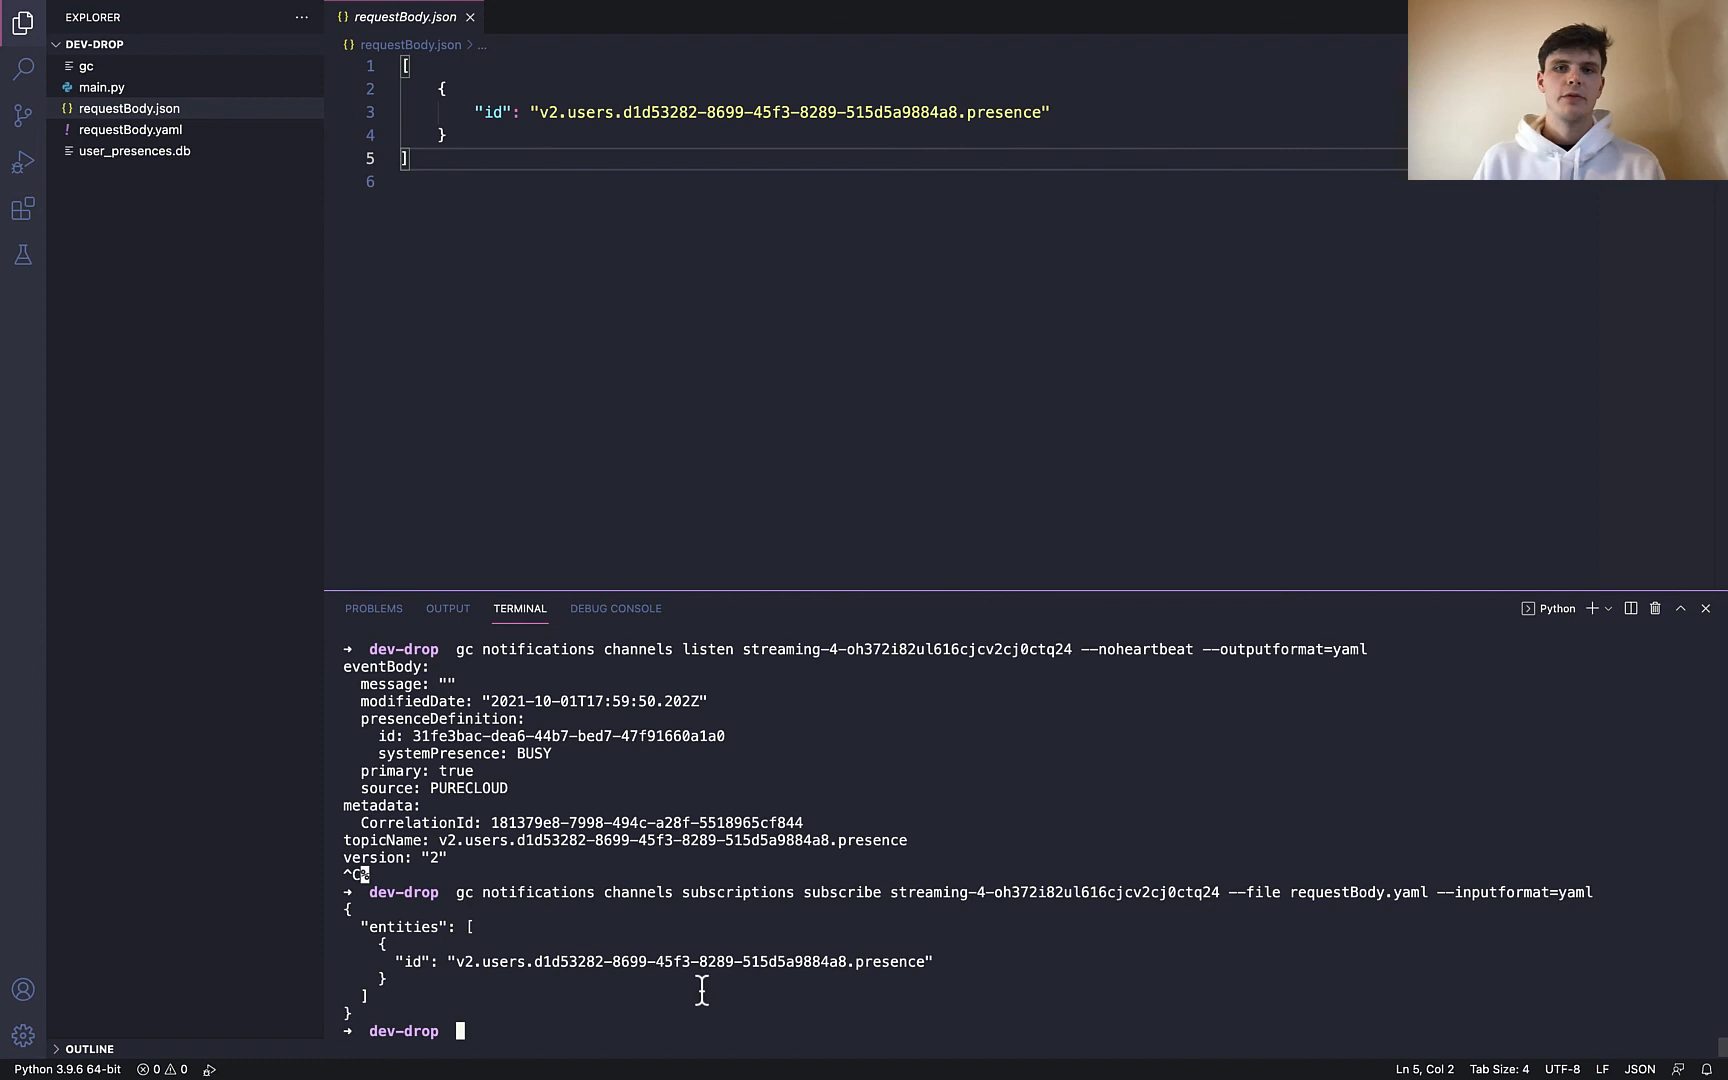 EXPLORER
DEV-DROP
gc
main.py
requestBody.json
requestBody.yaml
user_presences.db
OUTLINE
requestBody.json
requestBody.json > ...
1 [
2 {
3 "id": "v2.users.d1d53282-8699-45f3-8289-515d5a9884a8.presence"
4 }
5 ]
6
PROBLEMS OUTPUT TERMINAL DEBUG CONSOLE
Python
→ dev-drop gc notifications channels listen streaming-4-oh372i82ul616cjcv2cj0ctq24 --noheartbeat --outputformat=yaml
eventBody:
message: ""
modifiedDate: "2021-10-01T17:59:50.202Z"
presenceDefinition:
id: 31fe3bac-dea6-44b7-bed7-47f91660a1a0
systemPresence: BUSY
primary: true
source: PURECLOUD
metadata:
CorrelationId: 181379e8-7998-494c-a28f-5518965cf844
topicName: v2.users.d1d53282-8699-45f3-8289-515d5a9884a8.presence
version: "2"
^C%
→ dev-drop gc notifications channels subscriptions subscribe streaming-4-oh372i82ul616cjcv2cj0ctq24 --file requestBody.yaml --inputformat=yaml
{
"entities": [
{
"id": "v2.users.d1d53282-8699-45f3-8289-515d5a9884a8.presence"
}
]
}
→ dev-drop
Python 3.9.6 64-bit 0 0 Ln 5, Col 2 Tab Size: 4 UTF-8 LF JSON